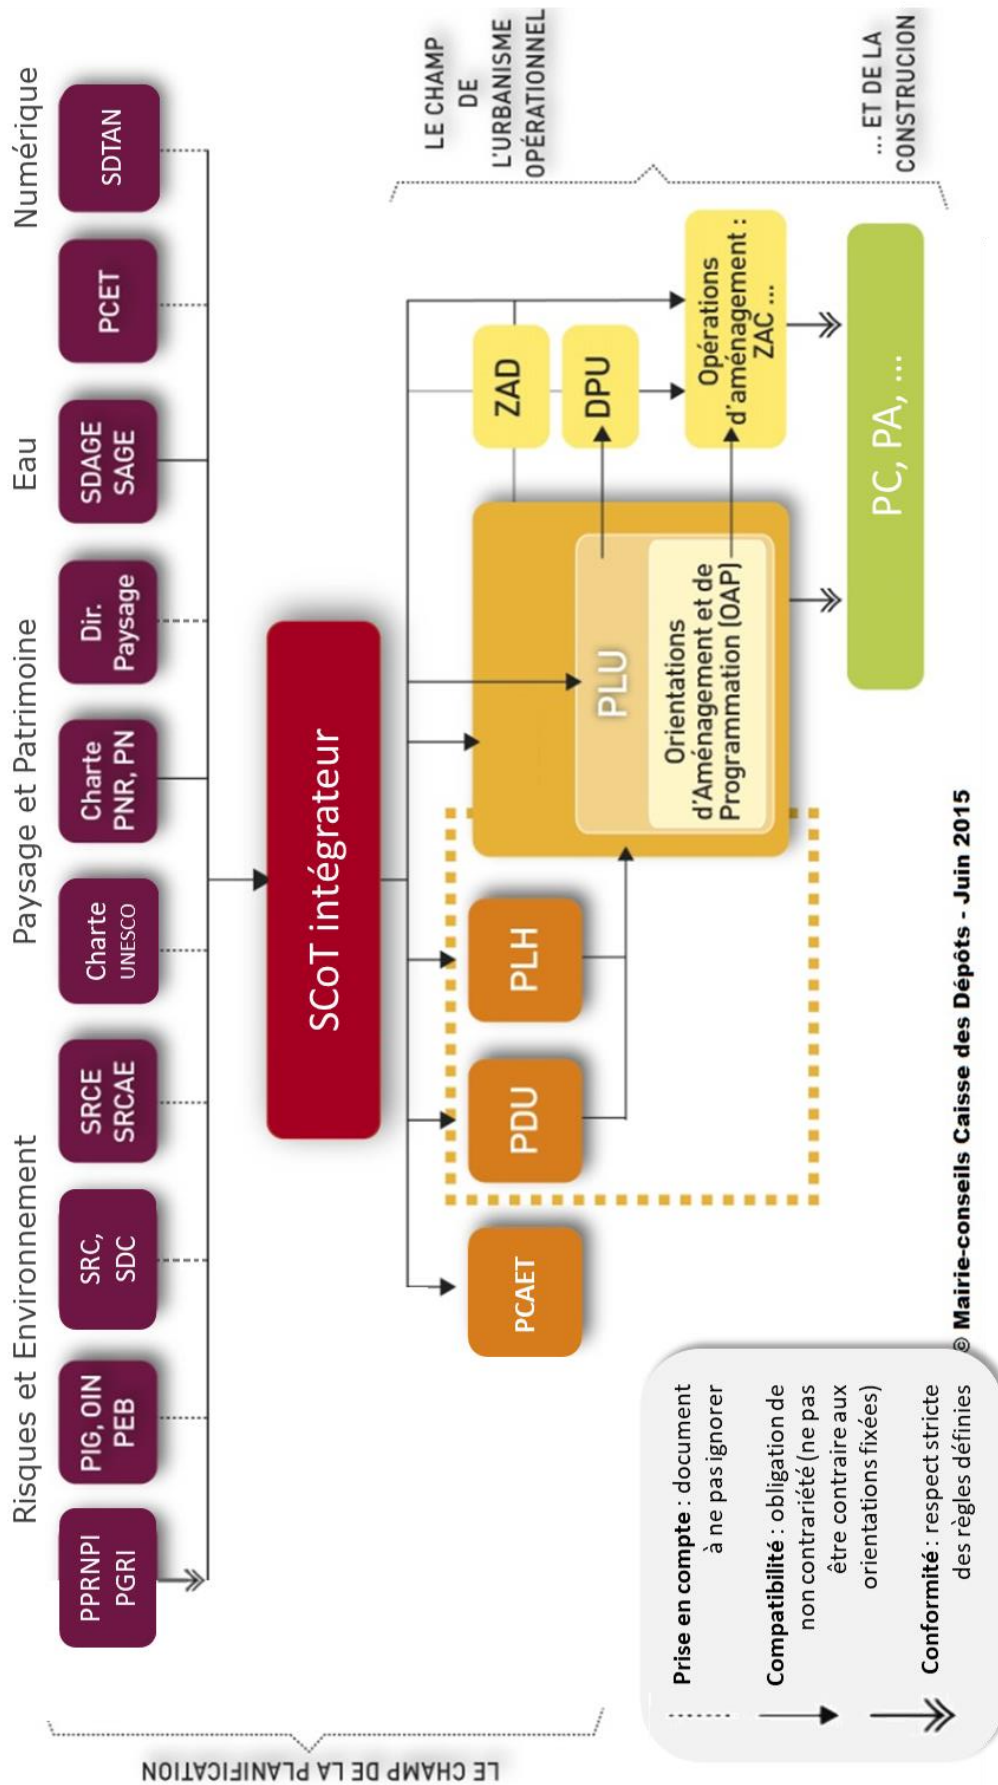 Risques et Environnement
Paysage et Patrimoine
Eau
Numérique
PPRNPI
PGRI
PIG, OIN
PEB
SRC,
SDC
SRCE
SRCAE
Charte
UNESCO
Charte
PNR, PN
Dir.
Paysage
SDAGE
SAGE
PCET
SDTAN
LE CHAMP DE LA PLANIFICATION
SCoT intégrateur
LE CHAMP
DE
L'URBANISME
OPÉRATIONNEL
PCAET
PDU
PLH
PLU
Orientations
d'Aménagement et de
Programmation (OAP)
ZAD
DPU
Opérations
d'aménagement :
ZAC ...
... ET DE LA
CONSTRUCION
PC, PA, ...
Prise en compte : document
à ne pas ignorer
Compatibilité : obligation de
non contrariété (ne pas
être contraire aux
orientations fixées)
Conformité : respect stricte
des règles définies
© Mairie-conseils Caisse des Dépôts - Juin 2015